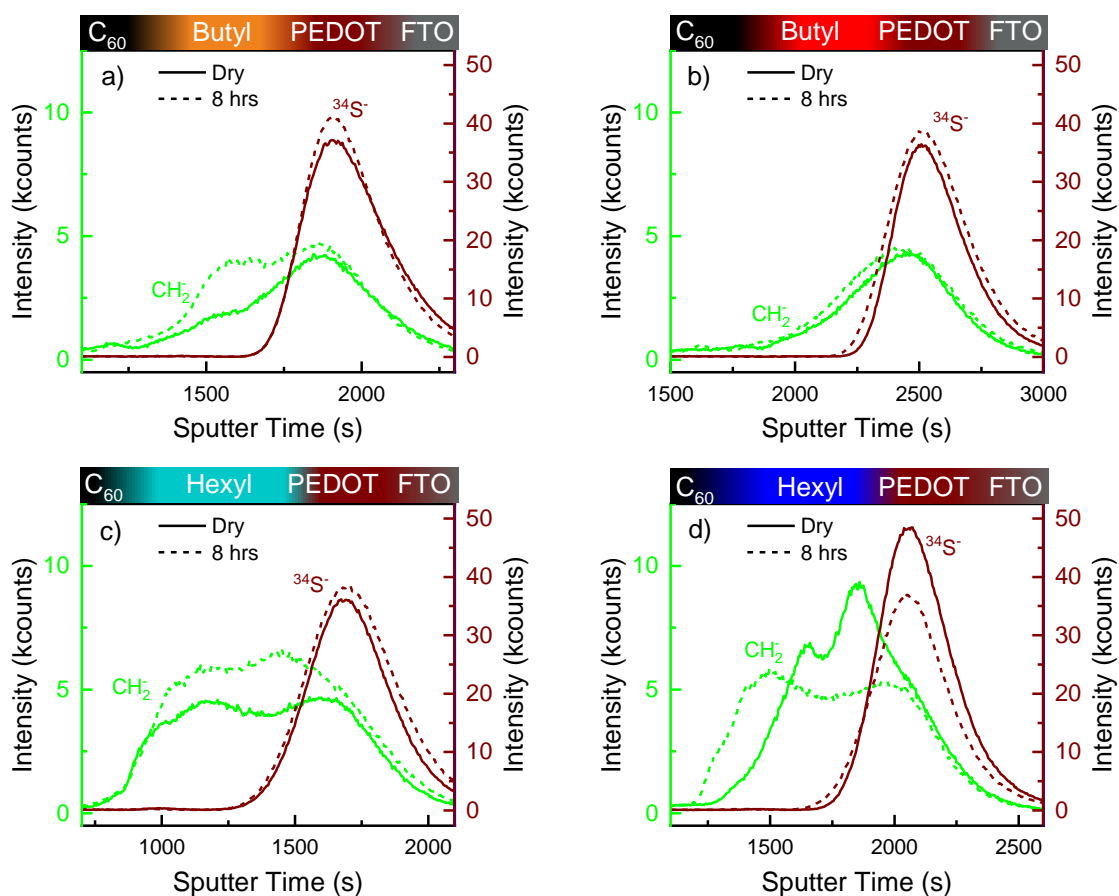 C60 Butyl PEDOT FTO
a)
Dry
8 hrs
34S-
CH2-
Intensity (kcounts)
0 5 10
0 10 20 30 40 50
Intensity (kcounts)
1500 2000
Sputter Time (s)
C60 Butyl PEDOT FTO
b)
Dry
8 hrs
34S-
CH2-
Intensity (kcounts)
0 5 10
0 10 20 30 40 50
Intensity (kcounts)
1500 2000 2500 3000
Sputter Time (s)
C60 Hexyl PEDOT FTO
c)
Dry
8 hrs
34S-
CH2-
Intensity (kcounts)
0 5 10
0 10 20 30 40 50
Intensity (kcounts)
1000 1500 2000
Sputter Time (s)
C60 Hexyl PEDOT FTO
d)
Dry
8 hrs
34S-
CH2-
Intensity (kcounts)
0 5 10
0 10 20 30 40 50
Intensity (kcounts)
1500 2000 2500
Sputter Time (s)